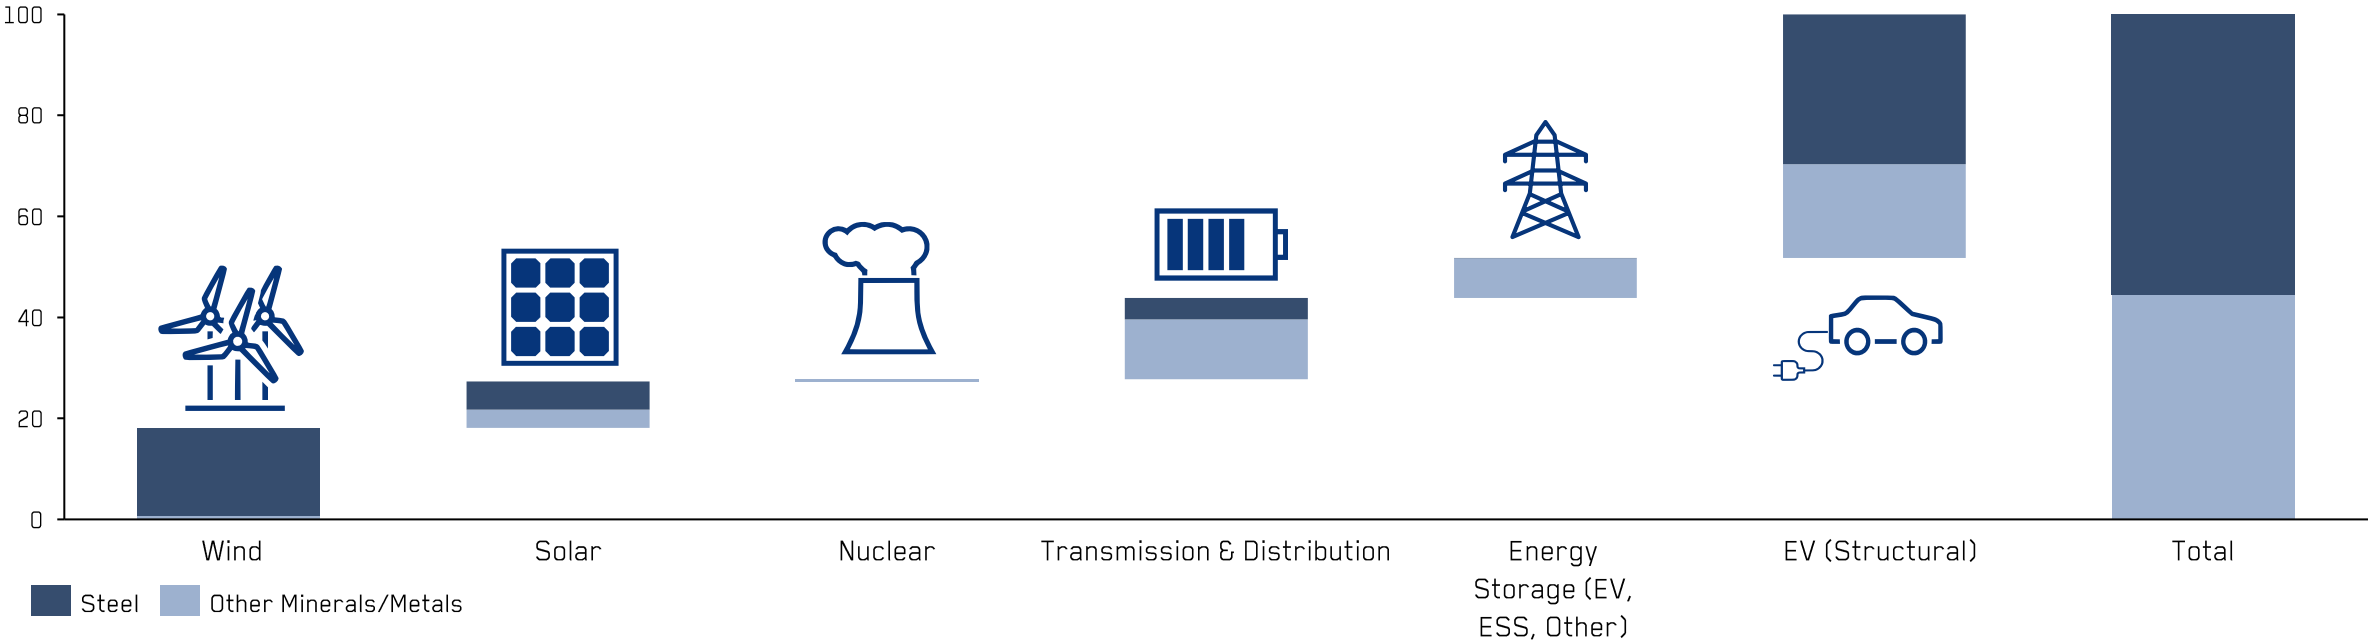 100
80
60
40
20
0
Wind
Solar
Nuclear
Transmission & Distribution
Energy
Storage (EV,
ESS, Other)
EV (Structural)
Total
Steel
Other Minerals/Metals